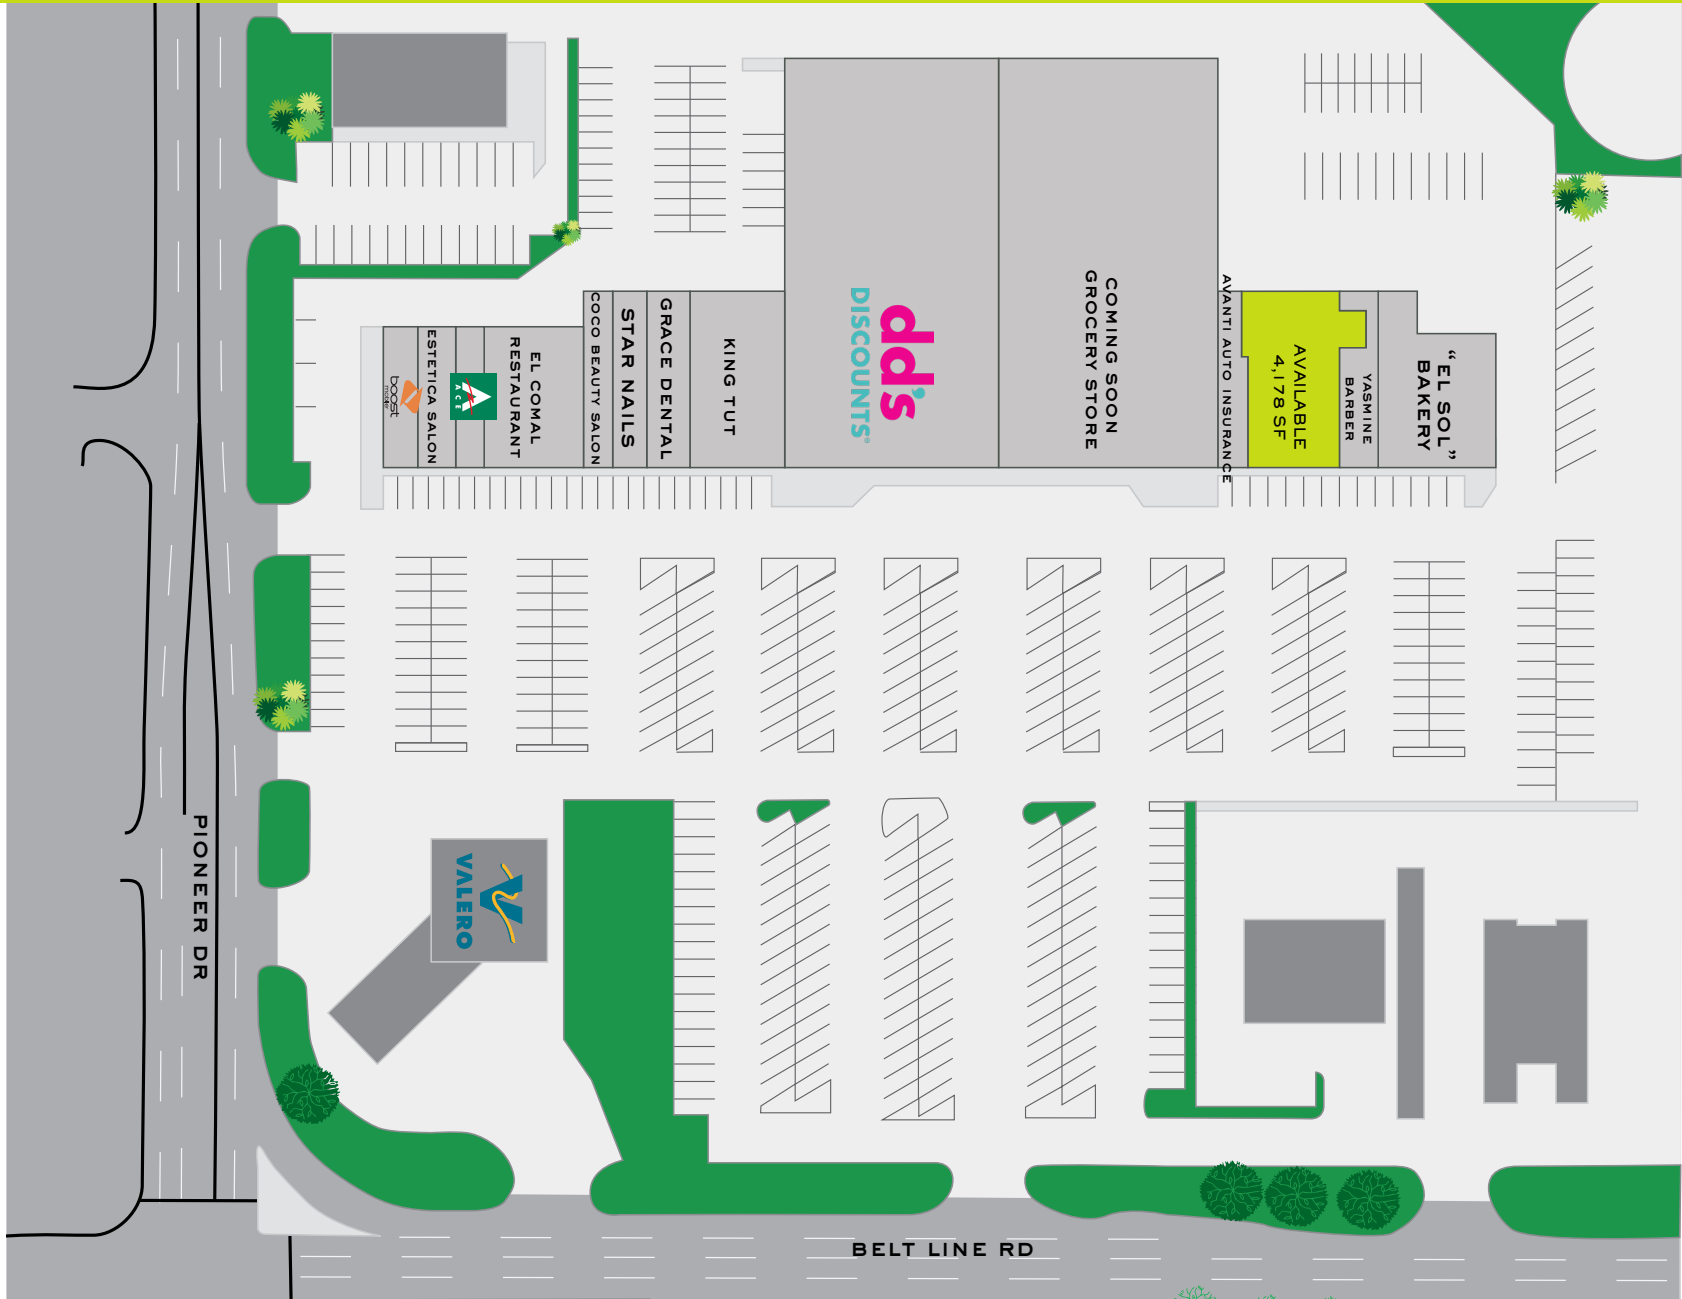 boost
mobile
ESTETICA SALON
ACE
EL COMAL
RESTAURANT
COCO BEAUTY SALON
STAR NAILS
GRACE DENTAL
KING TUT
dd's
DISCOUNTS®
COMING SOON
GROCERY STORE
AVANTI AUTO INSURANCE
AVAILABLE
4,178 SF
YASMINE
BARBER
"EL SOL"
BAKERY
VALERO
PIONEER DR
BELT LINE RD